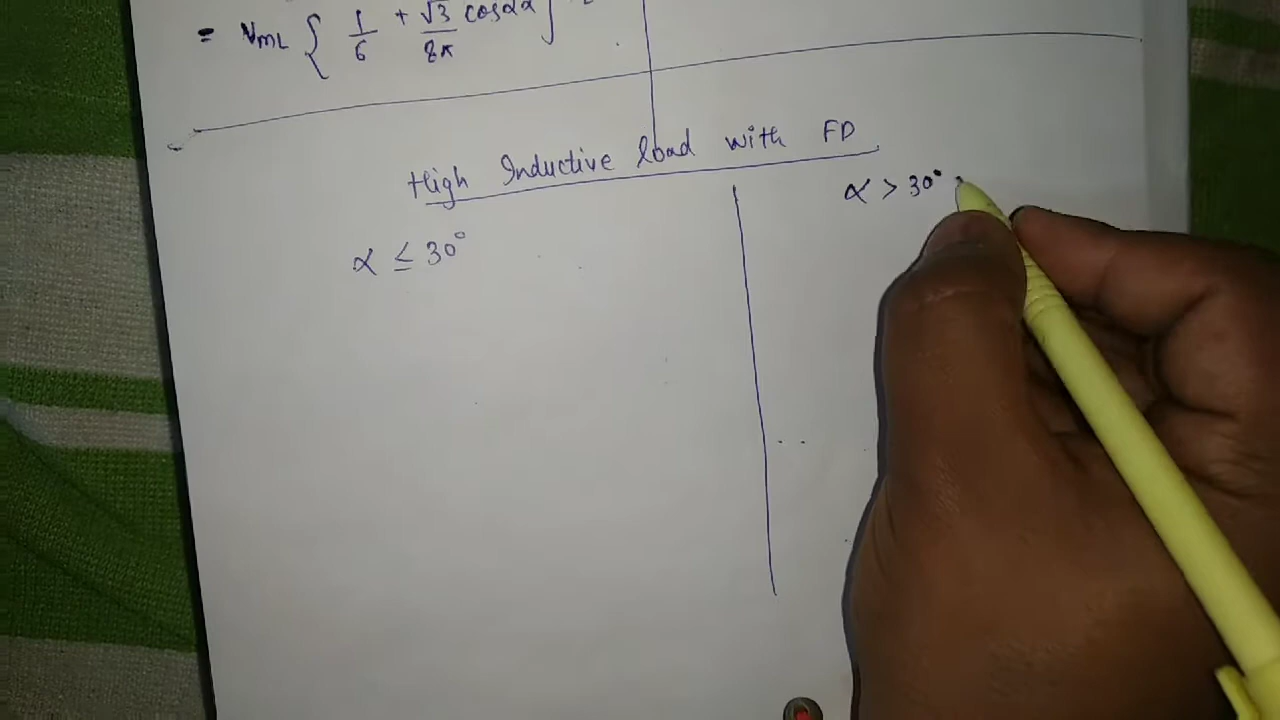 = VmL { 1/6 + √3/8π cos2α }
High Inductive load with FD
α ≤ 30°
α > 30°